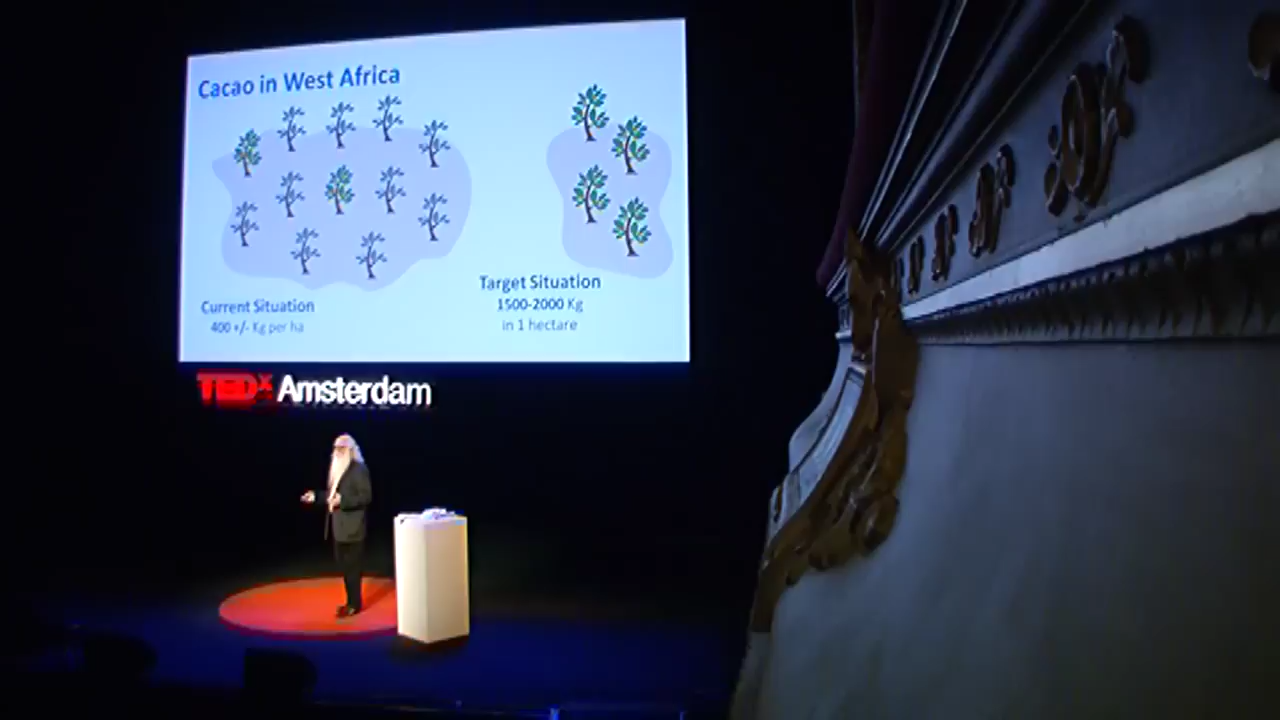 Cacao in West Africa
Current Situation
400 +/- Kg per ha
Target Situation
1500-2000 Kg
in 1 hectare
TEDx Amsterdam